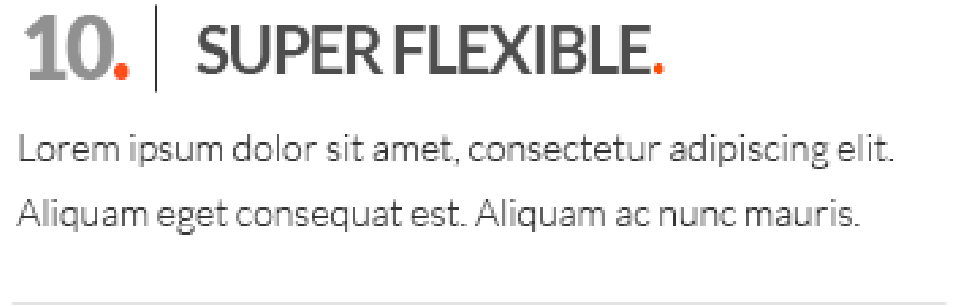 10. SUPER FLEXIBLE.
Lorem ipsum dolor sit amet, consectetur adipiscing elit.
Aliquam eget consequat est. Aliquam ac nunc mauris.